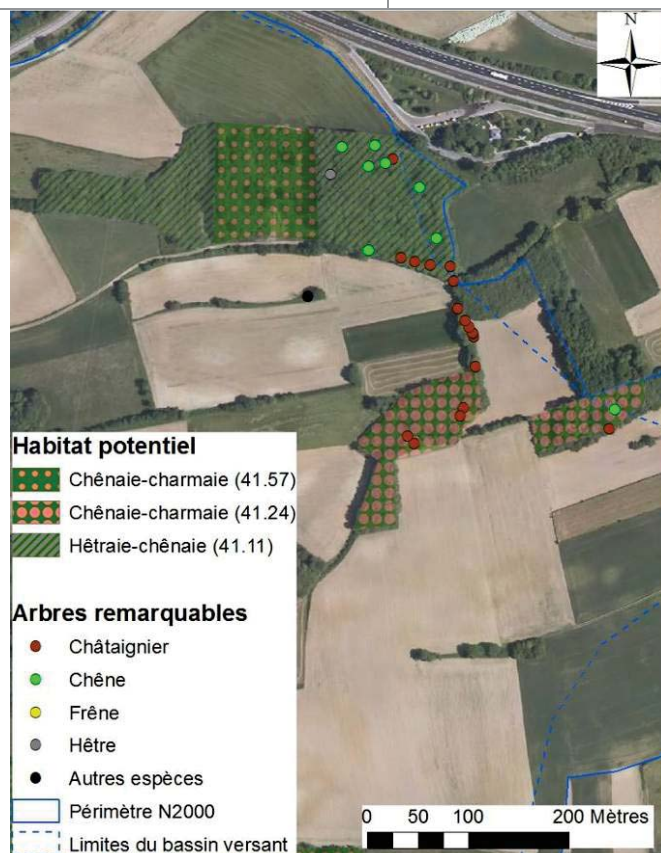 N
Habitat potentiel
Chênaie-charmaie (41.57)
Chênaie-charmaie (41.24)
Hêtraie-chênaie (41.11)
Arbres remarquables
Châtaignier
Chêne
Frêne
Hêtre
Autres espèces
Périmètre N2000
Limites du bassin versant
0 50 100 200 Mètres